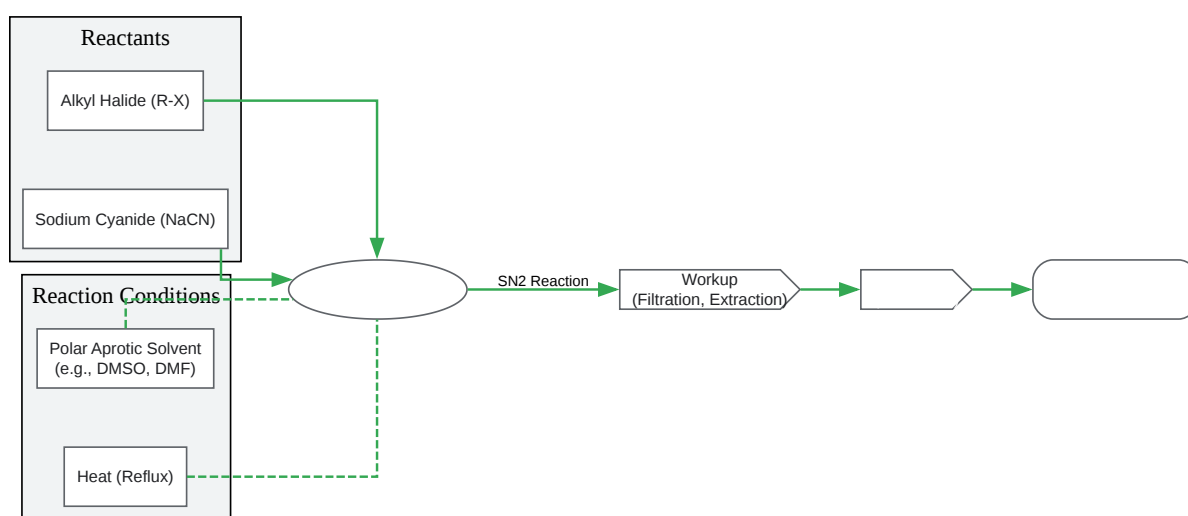 Reactants
Alkyl Halide (R-X)
Sodium Cyanide (NaCN)
Reaction Conditions
Polar Aprotic Solvent
(e.g., DMSO, DMF)
Heat (Reflux)
SN2 Reaction
Workup
(Filtration, Extraction)